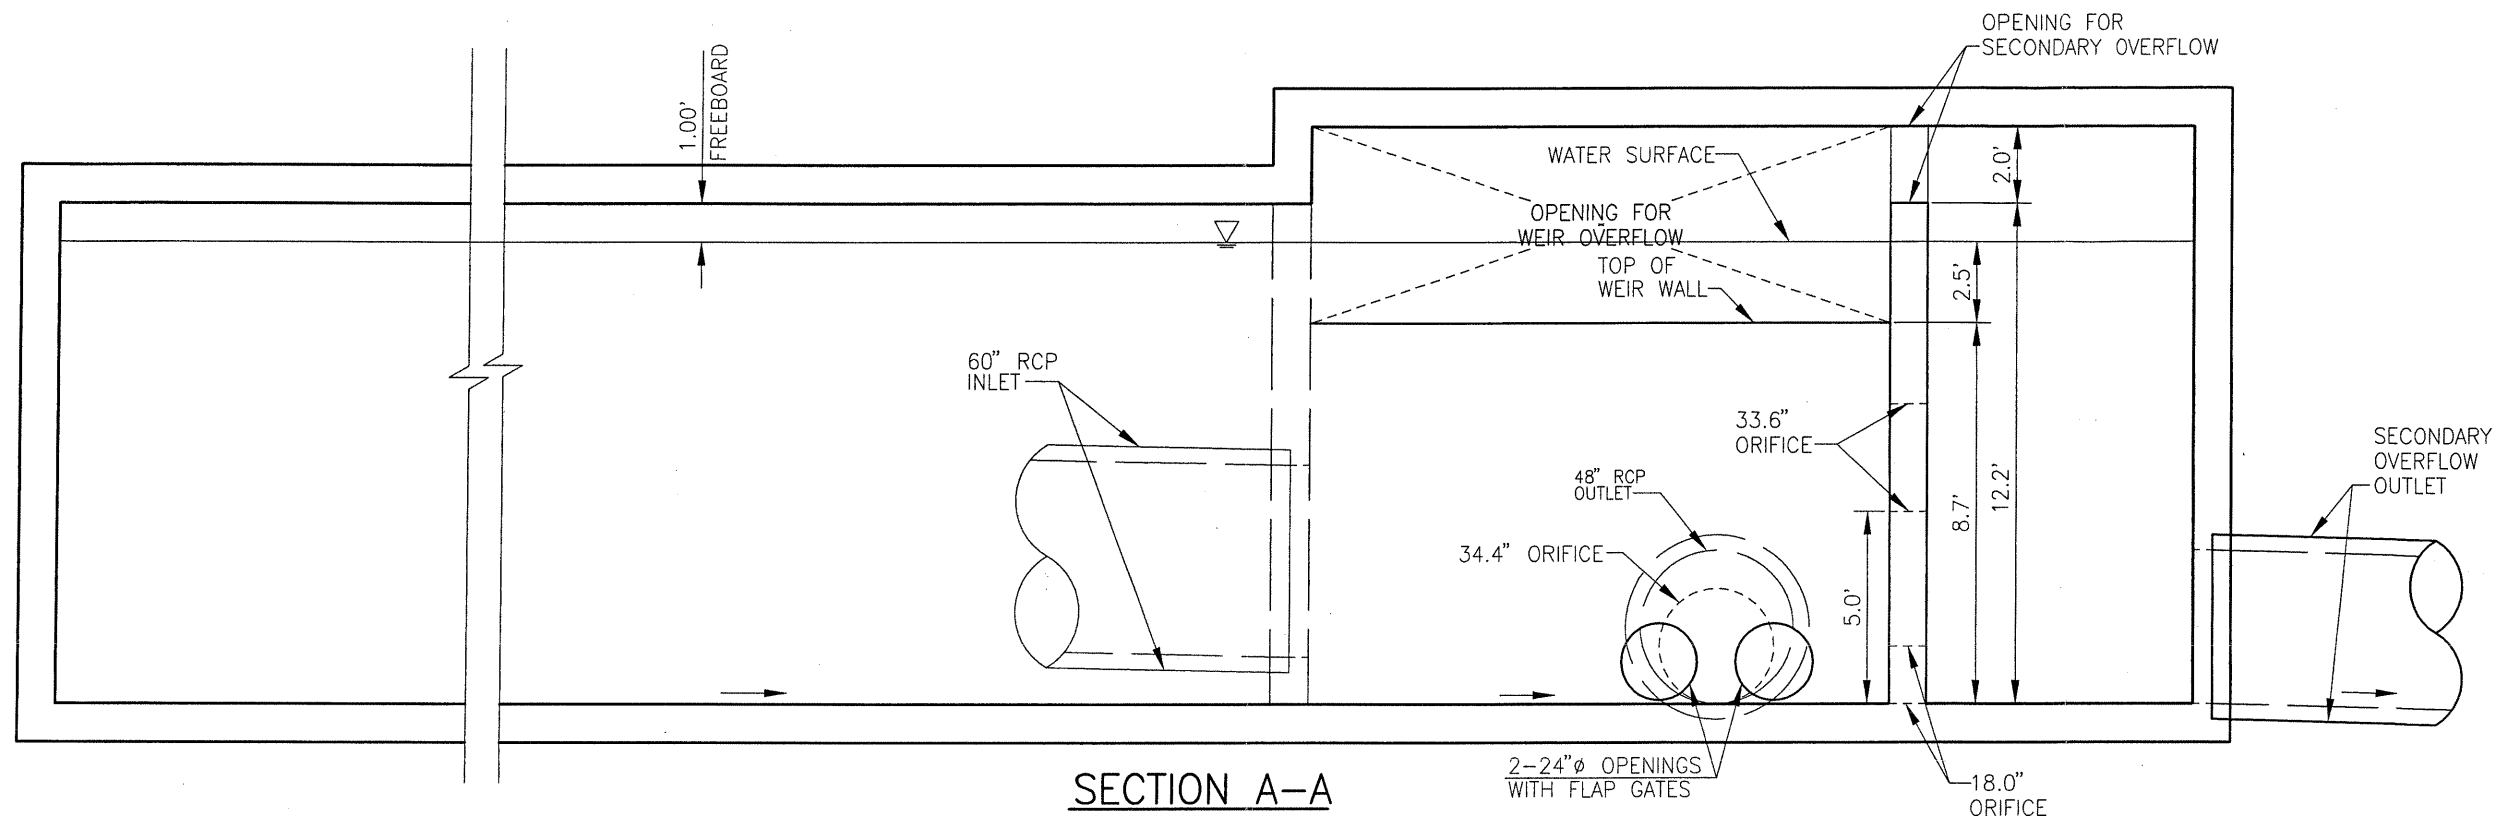 OPENING FOR
SECONDARY OVERFLOW
1.00'
FREEBOARD
WATER SURFACE
2.0'
OPENING FOR
WEIR OVERFLOW
TOP OF
WEIR WALL
2.5'
60" RCP
INLET
33.6"
ORIFICE
SECONDARY
OVERFLOW
OUTLET
48" RCP
OUTLET
8.7'
12.2'
34.4" ORIFICE
5.0'
2-24"ø OPENINGS
WITH FLAP GATES
18.0"
ORIFICE
SECTION A-A